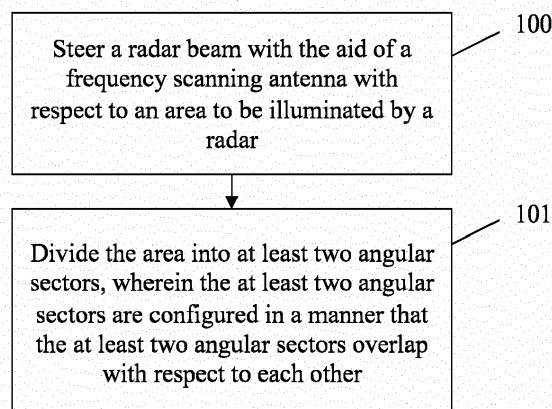 100
Steer a radar beam with the aid of a
frequency scanning antenna with
respect to an area to be illuminated by a
radar
101
Divide the area into at least two angular
sectors, wherein the at least two angular
sectors are configured in a manner that
the at least two angular sectors overlap
with respect to each other